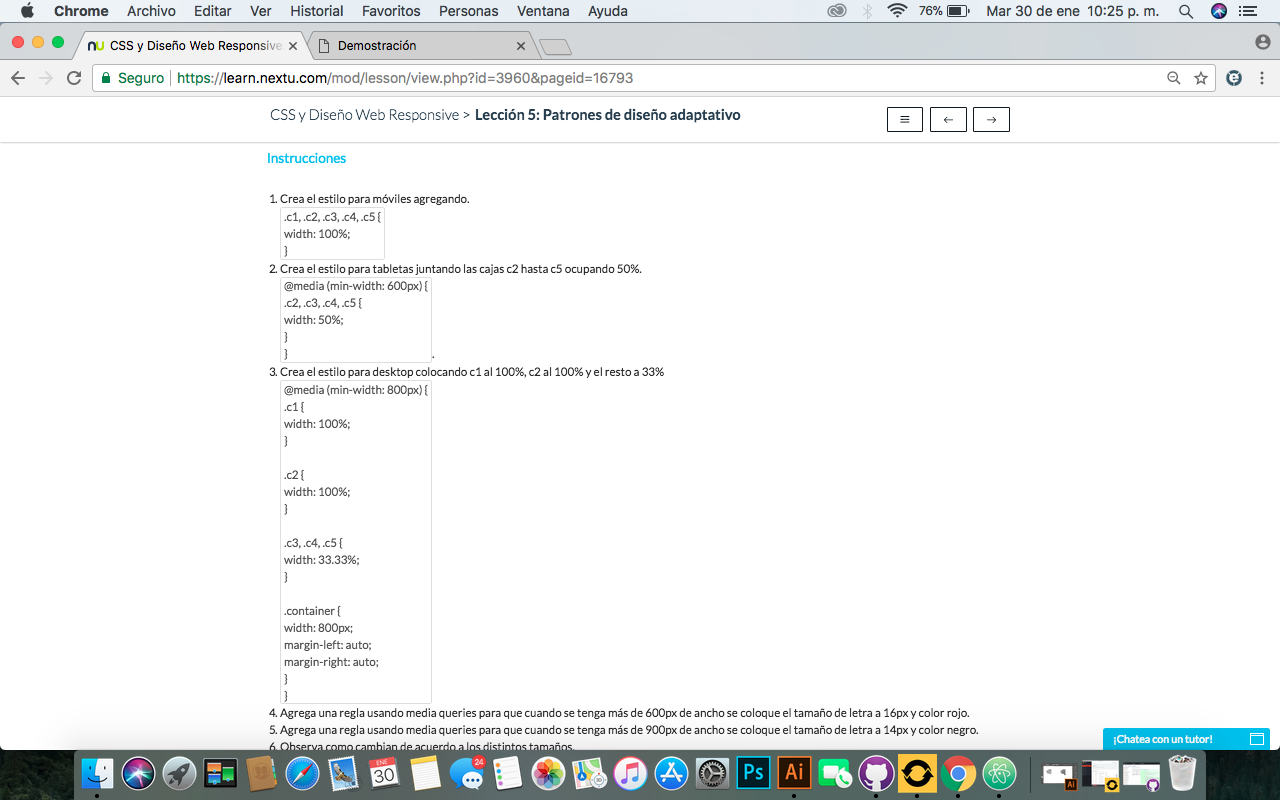 Chrome Archivo Editar Ver Historial Favoritos Personas Ventana Ayuda 76% Mar 30 de ene 10:25 p. m.
nu CSS y Diseño Web Responsive Demostración
Seguro https://learn.nextu.com/mod/lesson/view.php?id=3960&pageid=16793
CSS y Diseño Web Responsive > Lección 5: Patrones de diseño adaptativo
Instrucciones
1. Crea el estilo para móviles agregando.
.c1, .c2, .c3, .c4, .c5 {
width: 100%;
}
2. Crea el estilo para tabletas juntando las cajas c2 hasta c5 ocupando 50%.
@media (min-width: 600px) {
.c2, .c3, .c4, .c5 {
width: 50%;
}
} .
3. Crea el estilo para desktop colocando c1 al 100%, c2 al 100% y el resto a 33%
@media (min-width: 800px) {
.c1 {
width: 100%;
}
.c2 {
width: 100%;
}
.c3, .c4, .c5 {
width: 33.33%;
}
.container {
width: 800px;
margin-left: auto;
margin-right: auto;
}
}
4. Agrega una regla usando media queries para que cuando se tenga más de 600px de ancho se coloque el tamaño de letra a 16px y color rojo.
5. Agrega una regla usando media queries para que cuando se tenga más de 900px de ancho se coloque el tamaño de letra a 14px y color negro.
¡Chatea con un tutor!
6. Observa como cambian de acuerdo a los distintos tamaños.
ENE
30
24
Ps
Ai
Ai